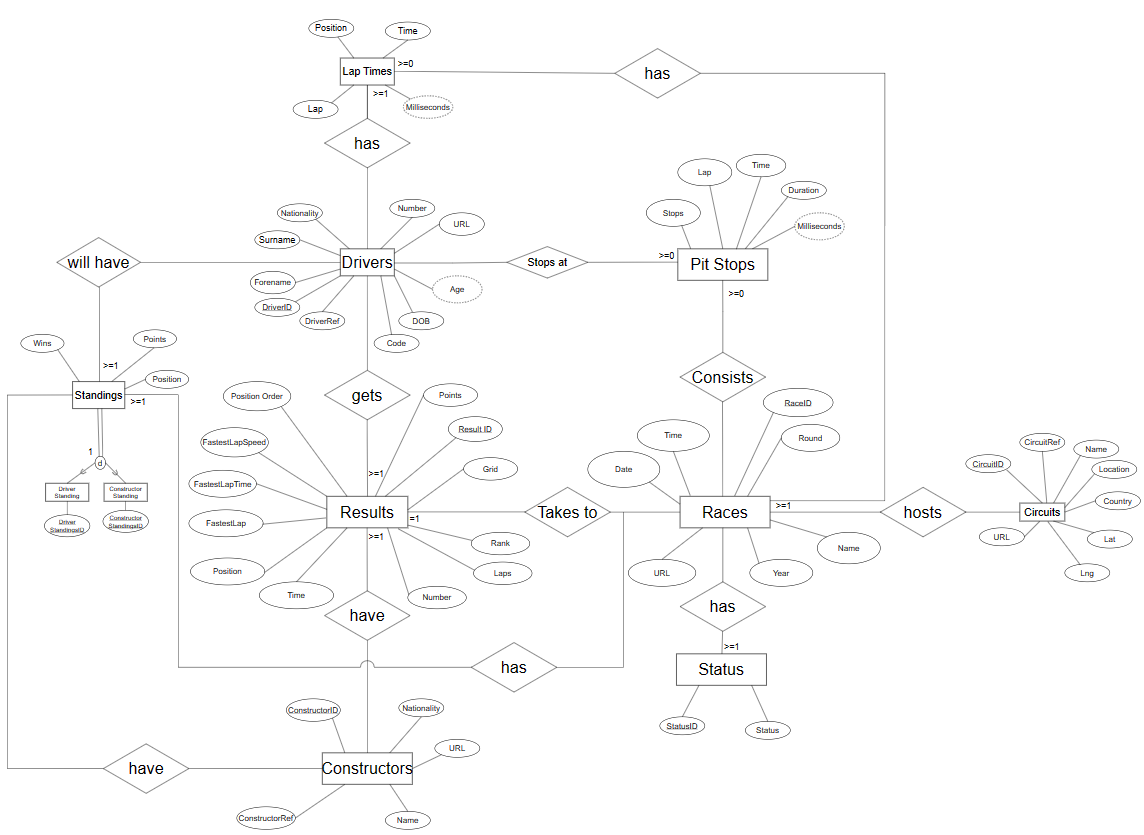 Position
Time
>=0
Lap Times
has
>=1
Lap
Milliseconds
has
Lap
Time
Duration
Stops
Milliseconds
Nationality
Number
URL
Surname
will have
Drivers
Stops at
>=0
Pit Stops
Forename
Age
>=0
DriverID
DriverRef
DOB
Code
Wins
Points
>=1
Position
Standings
>=1
Position Order
gets
Points
Consists
RaceID
Result ID
Time
Round
FastestLapSpeed
1
d
>=1
Grid
Date
CircuitRef
Name
CircuitID
Location
Driver
Standing
Constructor
Standing
FastestLapTime
Results
=1
Takes to
Races
>=1
hosts
Circuits
Country
Driver
StandingsID
Constructor
StandingsID
FastestLap
>=1
Rank
Name
URL
Lat
Position
Time
Laps
Number
URL
Year
Lng
have
has
>=1
has
Status
ConstructorID
Nationality
StatusID
Status
URL
have
Constructors
ConstructorRef
Name